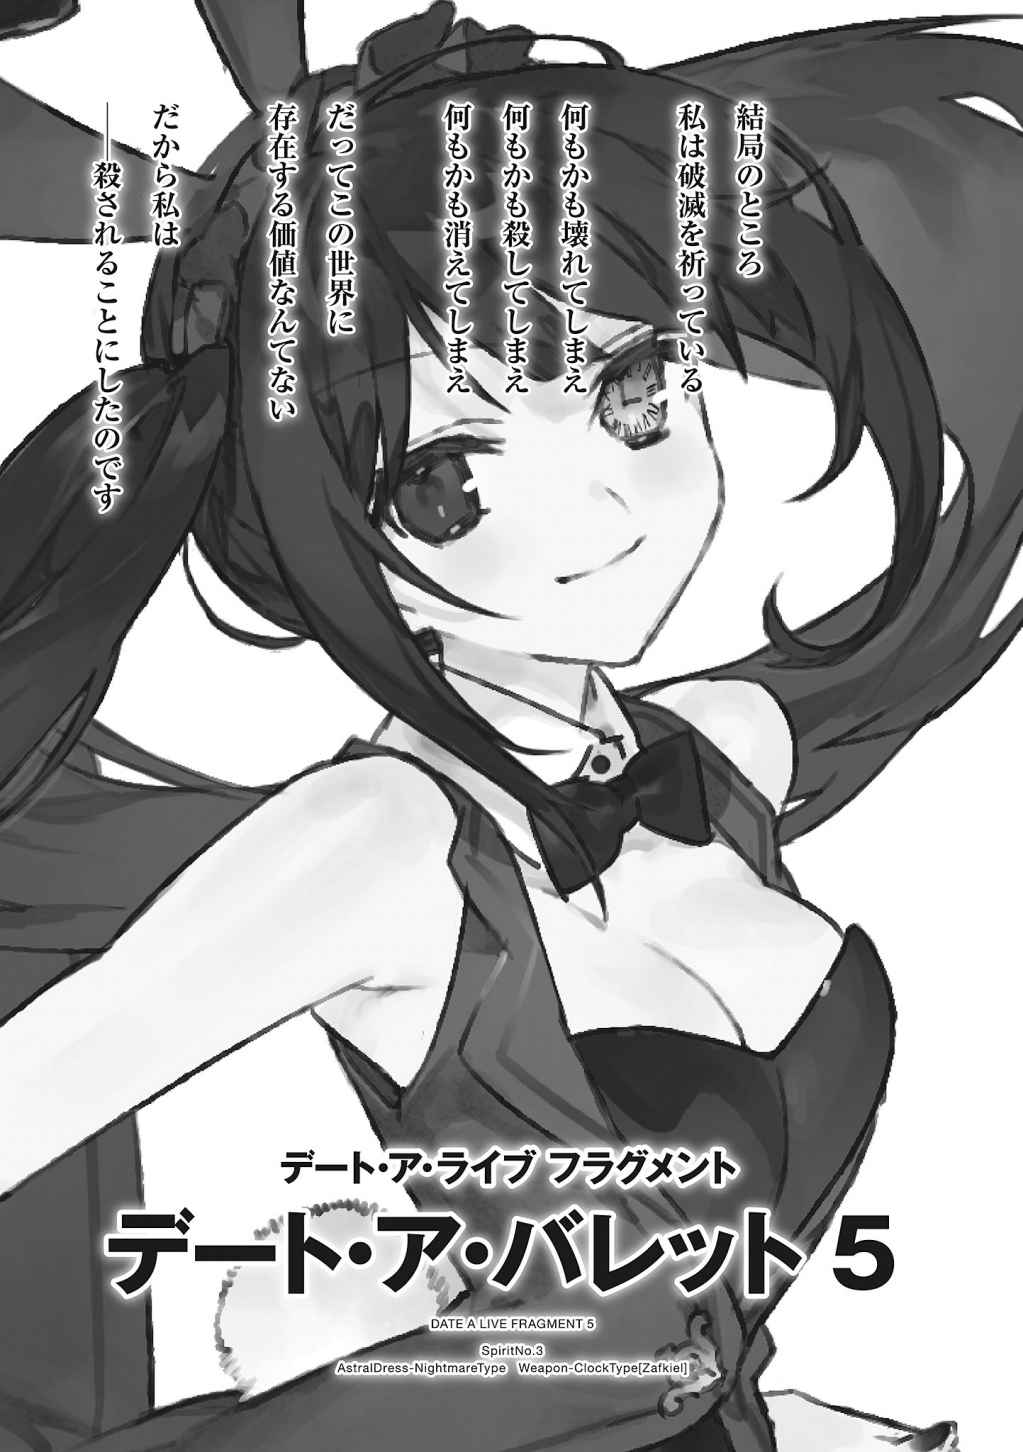 結局のところ
私は破滅を祈っている
何もかも壊れてしまえ
何もかも殺してしまえ
何もかも消えてしまえ
だってこの世界に
存在する価値なんてない
だから私は
──殺されることにしたのです
デート・ア・ライブ フラグメント
デート・ア・バレット 5
DATE A LIVE FRAGMENT 5
SpiritNo.3
AstralDress-NightmareType Weapon-ClockType[Zafkiel]